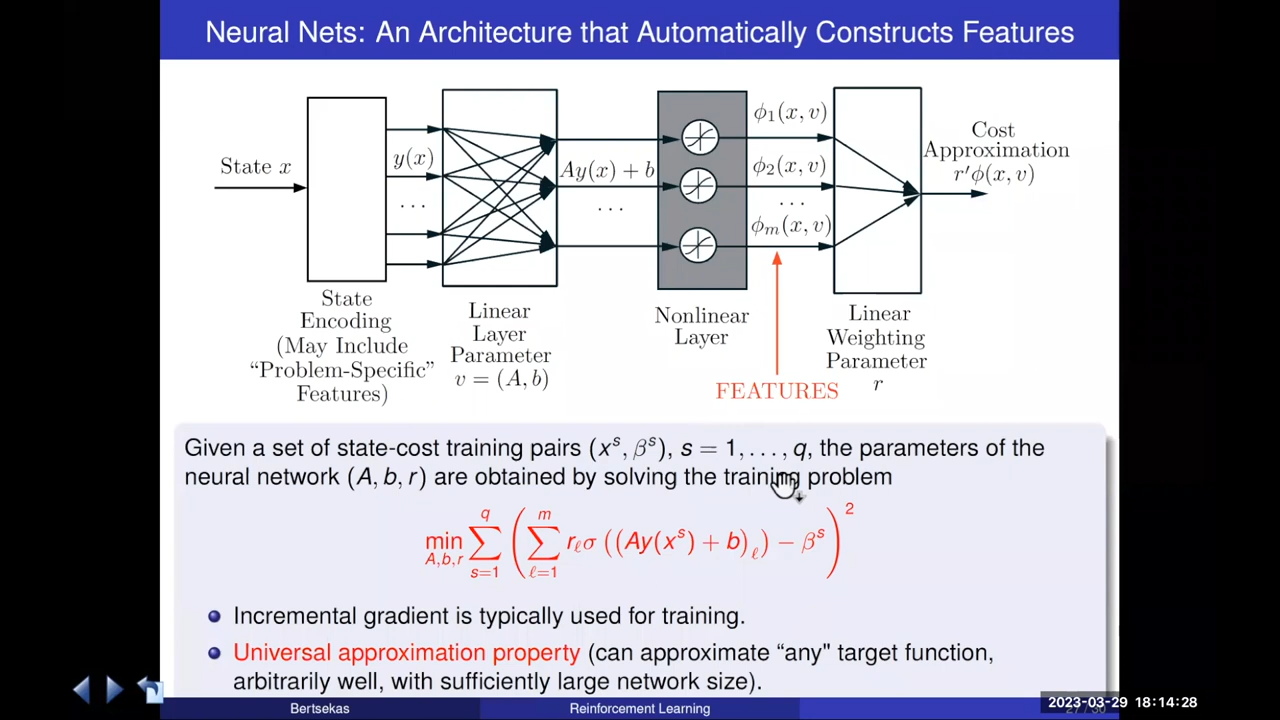 Neural Nets: An Architecture that Automatically Constructs Features
State x
State
Encoding
(May Include
“Problem-Specific”
Features)
y(x)
. . .
Linear
Layer
Parameter
v = (A, b)
Ay(x) + b
. . .
Nonlinear
Layer
ϕ₁(x, v)
ϕ₂(x, v)
. . .
ϕₘ(x, v)
FEATURES
Linear
Weighting
Parameter
r
Cost
Approximation
r′ϕ(x, v)
Given a set of state-cost training pairs (xˢ, βˢ), s = 1, . . . , q, the parameters of the
neural network (A, b, r) are obtained by solving the training problem
min_{A,b,r} ∑_{s=1}^{q} ( ∑_{ℓ=1}^{m} r_ℓ σ ((Ay(xˢ) + b)_ℓ) − βˢ )²
Incremental gradient is typically used for training.
Universal approximation property (can approximate “any" target function,
arbitrarily well, with sufficiently large network size).
Bertsekas
Reinforcement Learning
2023-03-29 18:14:28